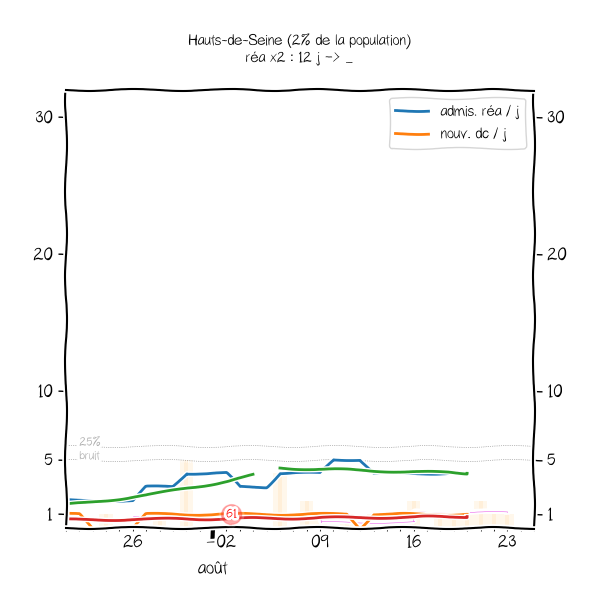 Hauts-de-Seine (2% de la population)
réa x2 : 12 j -> _
admis. réa / j
nouv. dc / j
30
30
20
20
10
10
25%
bruit
5
5
61
1
1
26
02
09
16
23
août